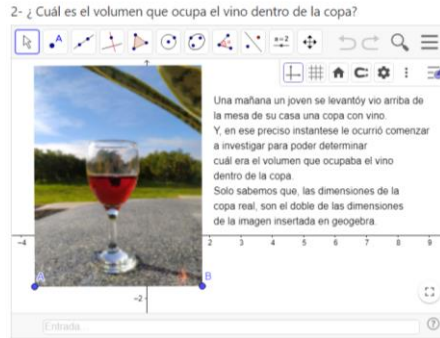 2- ¿ Cuál es el volumen que ocupa el vino dentro de la copa?
A
a=2
Una mañana un joven se levantóy vio arriba de
la mesa de su casa una copa con vino.
Y, en ese preciso instantese le ocurrió comenzar
a investigar para poder determinar
cuál era el volumen que ocupaba el vino
dentro de la copa.
Solo sabemos que, las dimensiones de la
copa real, son el doble de las dimensiones
de la imagen insertada en geogebra.
-4 2 3 4 5 6 7 8 9
A B
-2
Entrada...